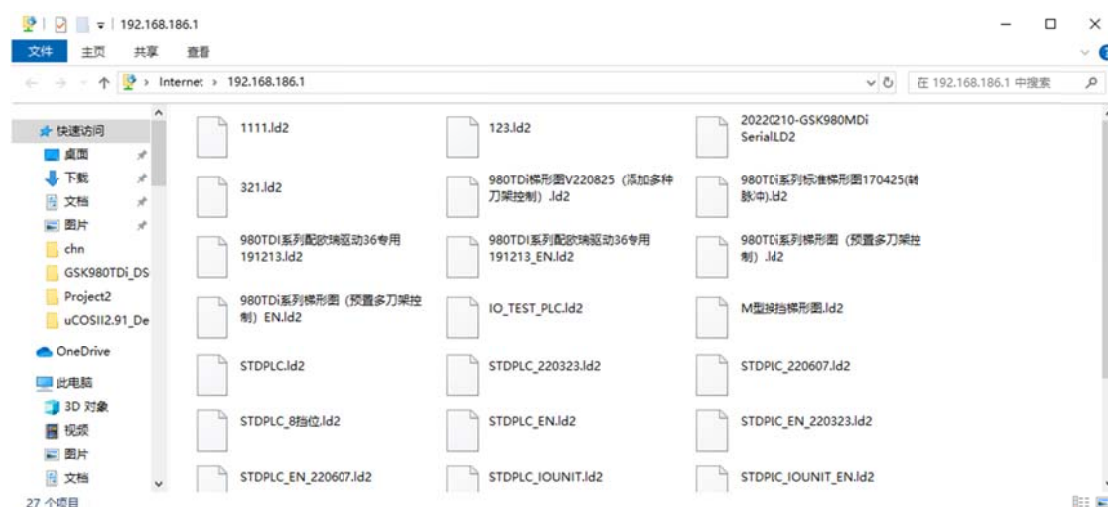 192.168.186.1
文件 主页 共享 查看
Internet 192.168.186.1
在 192.168.186.1 中搜索
快速访问
桌面
下载
文档
图片
chn
GSK980TDi_DS
Project2
uCOSII2.91_De
OneDrive
此电脑
3D 对象
视频
图片
文档
1111.ld2
123.ld2
20220210-GSK980MDi
SerialLD2
321.ld2
980TDi梯形图V220825（添加多种
刀架控制）.ld2
980TDi系列标准梯形图170425(转
脉冲).ld2
980TDI系列配欧瑞驱动36专用
191213.ld2
980TDI系列配欧瑞驱动36专用
191213_EN.ld2
980TDi系列梯形图（预置多刀架控
制）.ld2
980TDi系列梯形图（预置多刀架控
制）EN.ld2
IO_TEST_PLC.ld2
M型换挡梯形图.ld2
STDPLC.ld2
STDPLC_220323.ld2
STDPLC_220607.ld2
STDPLC_8挡位.ld2
STDPLC_EN.ld2
STDPLC_EN_220323.ld2
STDPLC_EN_220607.ld2
STDPLC_IOUNIT.ld2
STDPLC_IOUNIT_EN.ld2
27 个项目